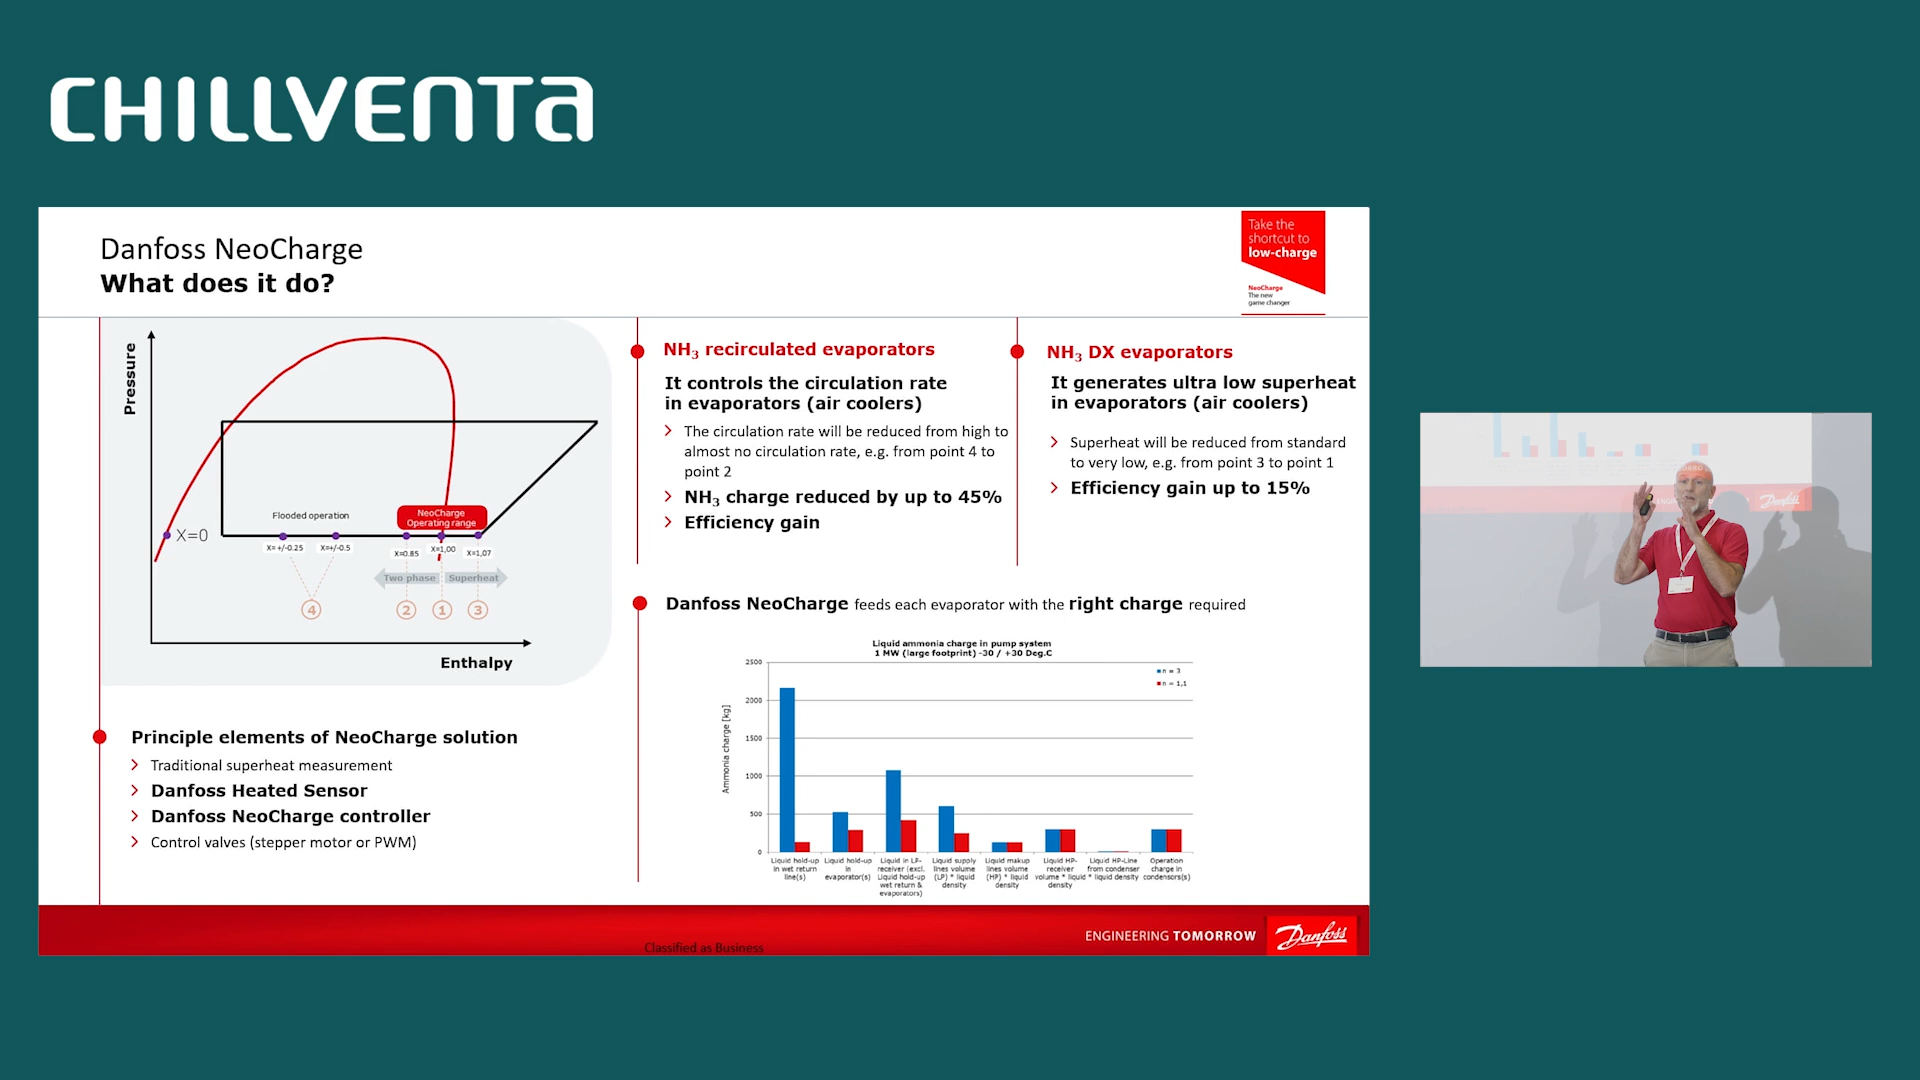 CHILLVENTA
Danfoss NeoCharge
What does it do?
Take the
shortcut to
low-charge
NeoCharge
The new
game changer
Pressure
X=0
Flooded operation
NeoCharge
Operating range
X= +/-0.25
X=+/-0.5
X=0.85
X=1,00
X=1,07
Two phase
Superheat
4
2
1
3
Enthalpy
Principle elements of NeoCharge solution
Traditional superheat measurement
Danfoss Heated Sensor
Danfoss NeoCharge controller
Control valves (stepper motor or PWM)
NH₃ recirculated evaporators
It controls the circulation rate
in evaporators (air coolers)
The circulation rate will be reduced from high to
almost no circulation rate, e.g. from point 4 to
point 2
NH₃ charge reduced by up to 45%
Efficiency gain
NH₃ DX evaporators
It generates ultra low superheat
in evaporators (air coolers)
Superheat will be reduced from standard
to very low, e.g. from point 3 to point 1
Efficiency gain up to 15%
Danfoss NeoCharge feeds each evaporator with the right charge required
Liquid ammonia charge in pump system
1 MW (large footprint) -30 / +30 Deg.C
n = 3
n = 1,1
Ammonia charge [kg]
2500
2000
1500
1000
500
0
Liquid hold-up
in wet return
line(s)
Liquid hold-up
in
evaporator(s)
Liquid in LP-
receiver (excl.
Liquid hold-up
wet return &
evaporators)
Liquid supply
lines volume
(LP) * liquid
density
Liquid makup
lines volume
(HP) * liquid
density
Liquid HP-
receiver
volume * liquid
density
Liquid HP-Line
from condenser
* liquid density
Operation
charge in
condensors(s)
Classified as Business
ENGINEERING TOMORROW
Danfoss
Danfoss